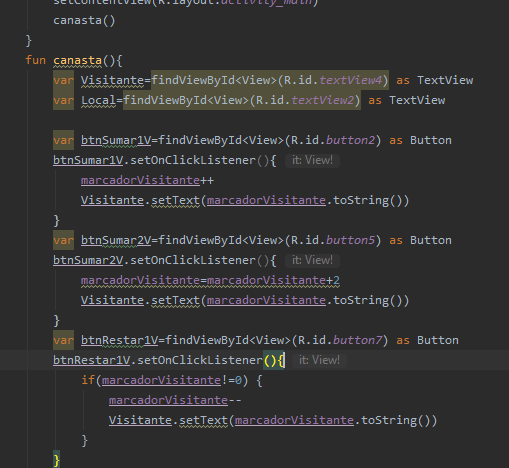 setContentView(R.layout.activity_main)
canasta()
}
fun canasta(){
var Visitante=findViewById<View>(R.id.textView4) as TextView
var Local=findViewById<View>(R.id.textView2) as TextView
var btnSumar1V=findViewById<View>(R.id.button2) as Button
btnSumar1V.setOnClickListener(){ it: View!
marcadorVisitante++
Visitante.setText(marcadorVisitante.toString())
}
var btnSumar2V=findViewById<View>(R.id.button5) as Button
btnSumar2V.setOnClickListener(){ it: View!
marcadorVisitante=marcadorVisitante+2
Visitante.setText(marcadorVisitante.toString())
}
var btnRestar1V=findViewById<View>(R.id.button7) as Button
btnRestar1V.setOnClickListener(){ it: View!
if(marcadorVisitante!=0) {
marcadorVisitante--
Visitante.setText(marcadorVisitante.toString())
}
}